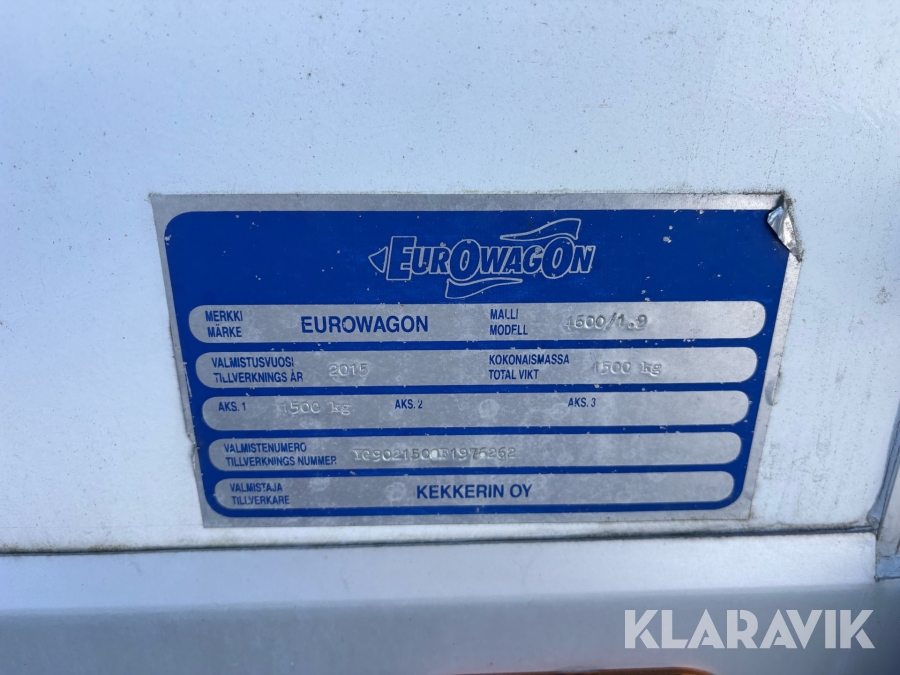 EUROWAGON
MERKKI
MÄRKE
EUROWAGON
MALLI
MODELL
1600/1.9
VALMISTUSVUOSI
TILLVERKNINGS ÅR
2015
KOKONAISMASSA
TOTAL VIKT
1500 kg
AKS. 1
1500 kg
AKS. 2
AKS. 3
VALMISTENUMERO
TILLVERKNINGS NUMMER
VALMISTAJA
TILLVERKARE
KEKKERIN OY
KLARAVIK